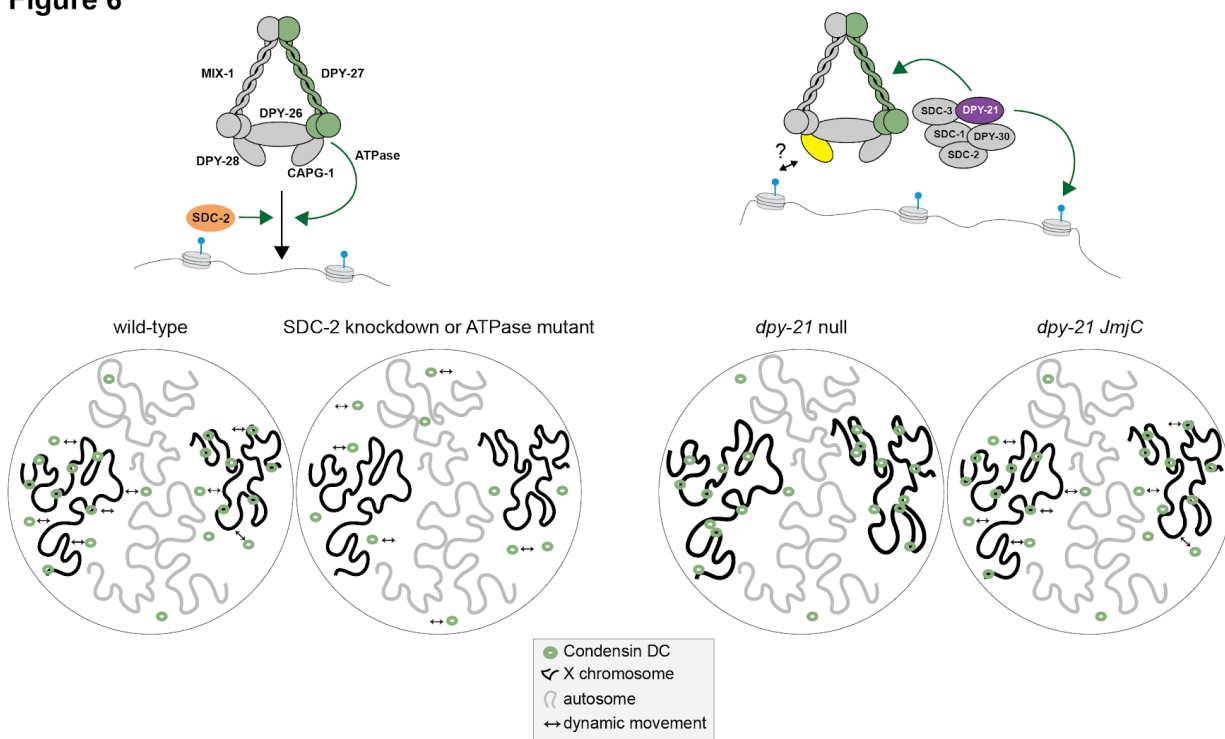 Figure 6
MIX-1
DPY-27
DPY-26
DPY-28
CAPG-1
ATPase
SDC-2
SDC-3
DPY-21
SDC-1
DPY-30
SDC-2
?
wild-type
SDC-2 knockdown or ATPase mutant
dpy-21 null
dpy-21 JmjC
Condensin DC
X chromosome
autosome
dynamic movement